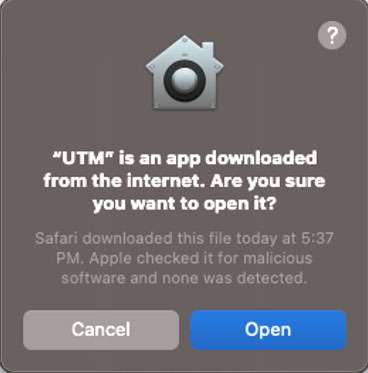 ?
“UTM” is an app downloaded
from the internet. Are you sure
you want to open it?
Safari downloaded this file today at 5:37
PM. Apple checked it for malicious
software and none was detected.
Cancel
Open